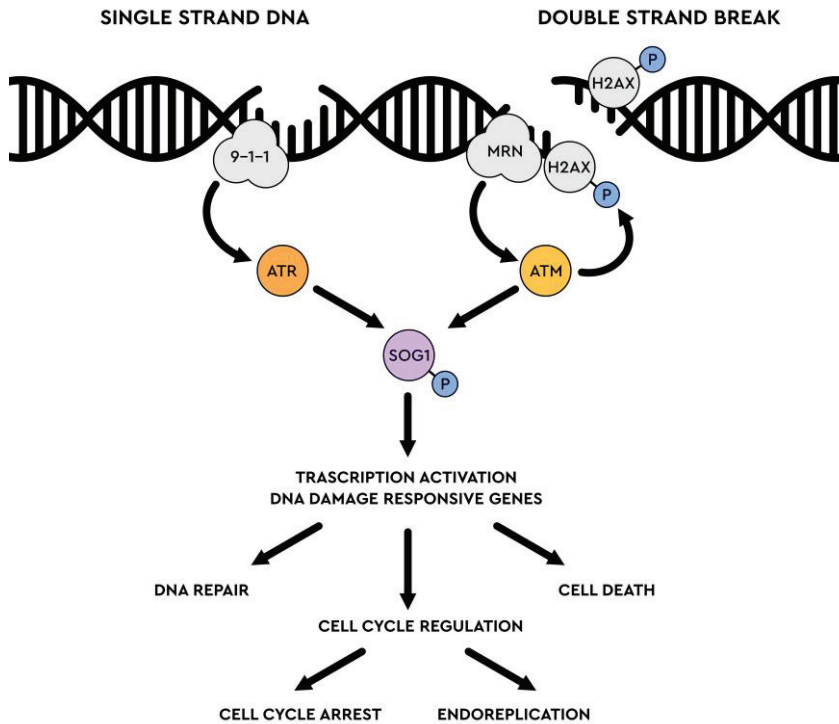 SINGLE STRAND DNA
DOUBLE STRAND BREAK
P
H2AX
9-1-1
MRN
H2AX
P
ATR
ATM
SOG1
P
TRASCRIPTION ACTIVATION
DNA DAMAGE RESPONSIVE GENES
DNA REPAIR
CELL DEATH
CELL CYCLE REGULATION
CELL CYCLE ARREST
ENDOREPLICATION